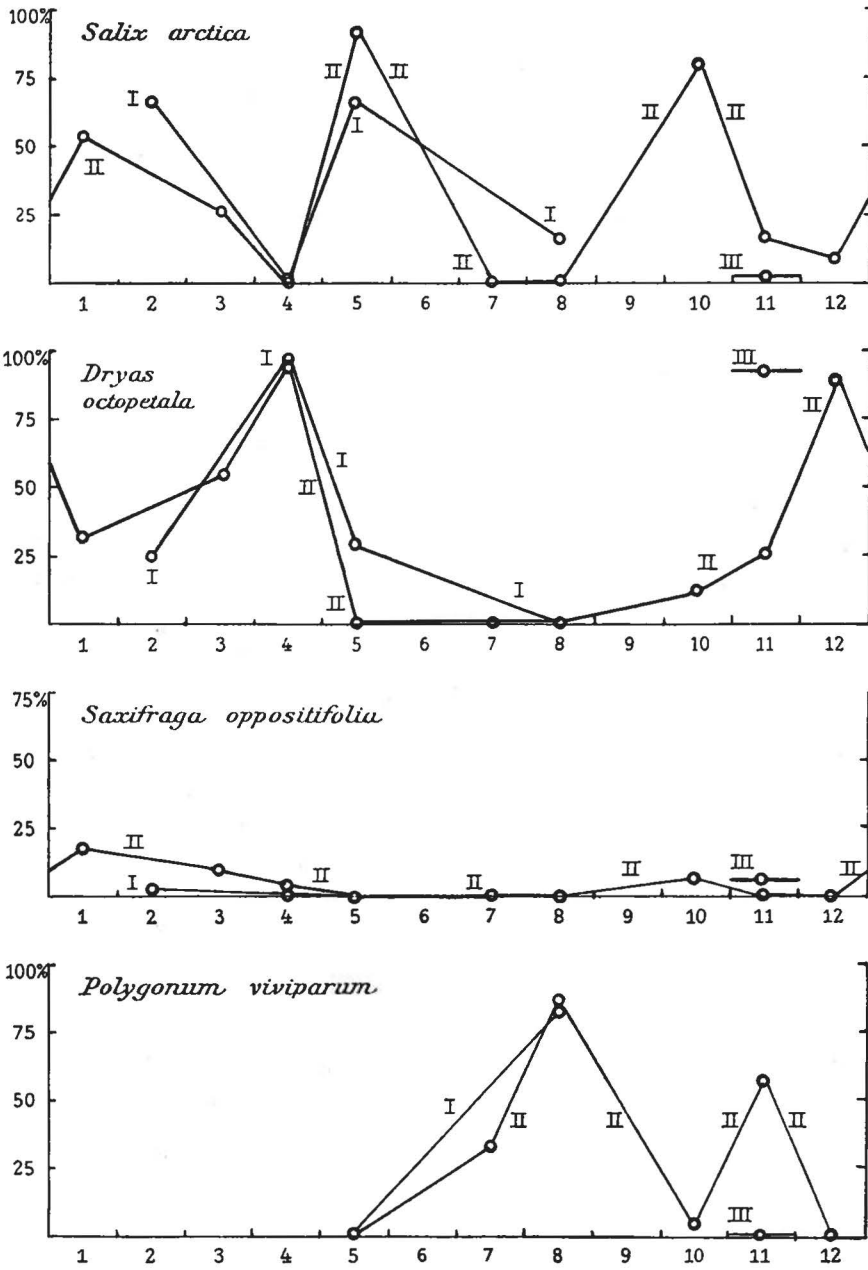 100%
Salix arctica
75
50
25
I
II
II
II
I
II
I
II
II
III
1 2 3 4 5 6 7 8 9 10 11 12
100%
Dryas
octopetala
75
50
25
I
I
I
II
II
I
II
III
II
1 2 3 4 5 6 7 8 9 10 11 12
75%
Saxifraga oppositifolia
50
25
II
I
II
II
II
III
II
1 2 3 4 5 6 7 8 9 10 11 12
100%
Polygonum viviparum
75
50
25
I
II
II
II
II
III
1 2 3 4 5 6 7 8 9 10 11 12